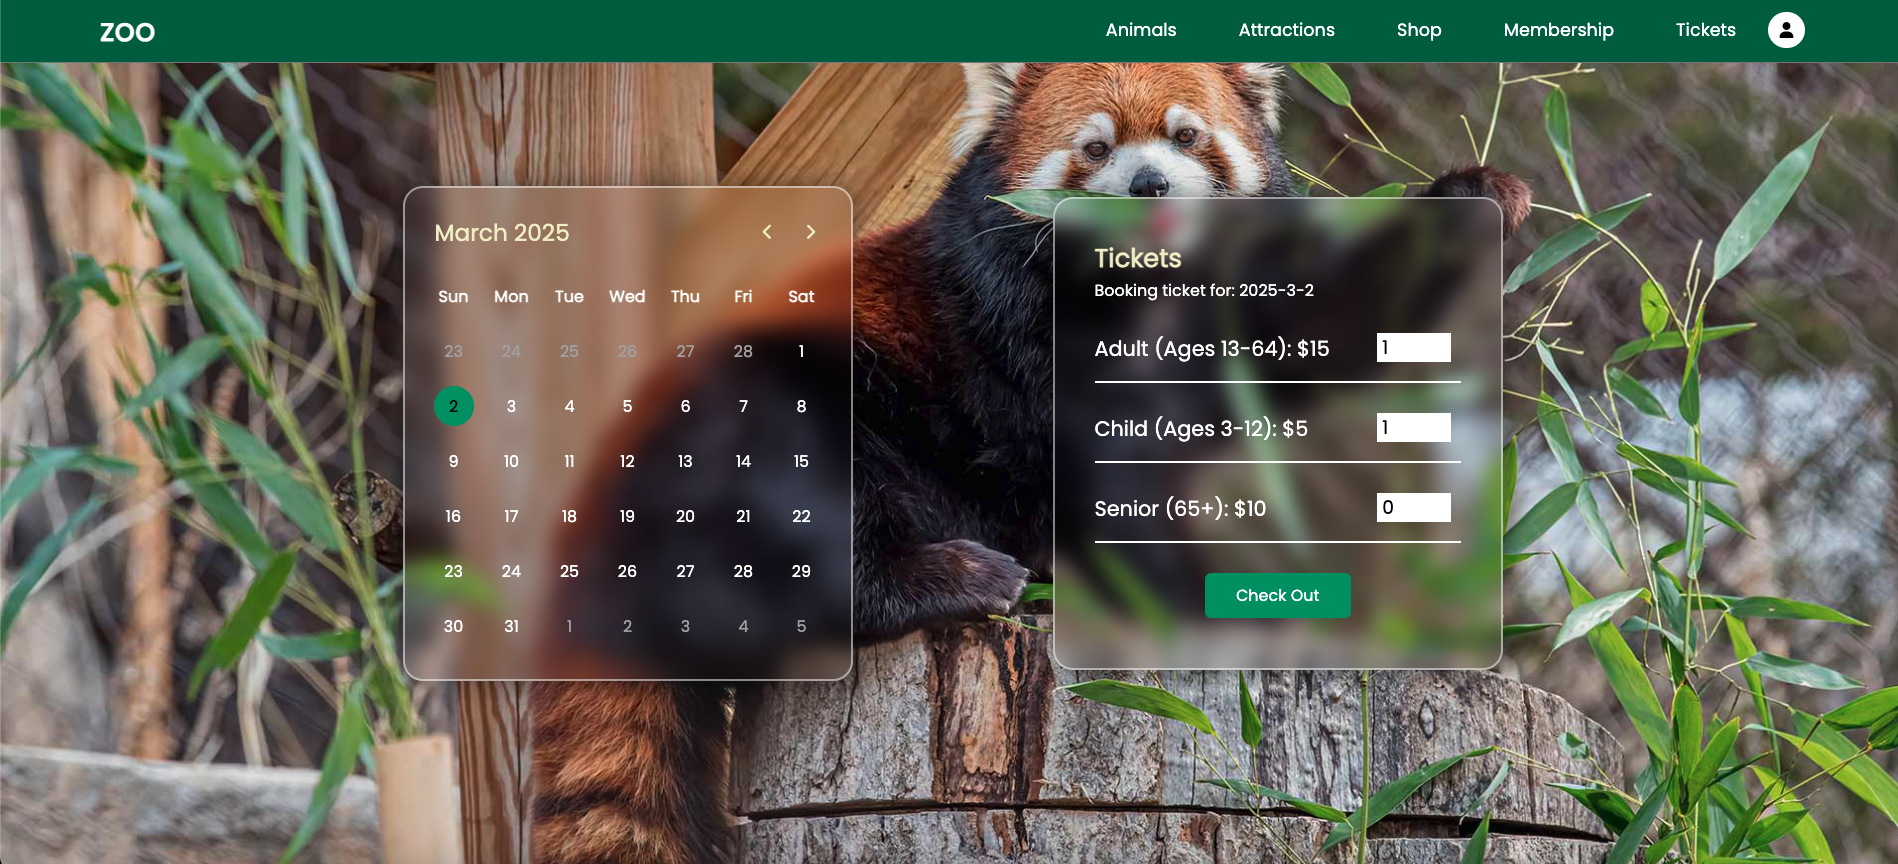 ZOO
Animals Attractions Shop Membership Tickets
March 2025
Sun Mon Tue Wed Thu Fri Sat
23 24 25 26 27 28 1
2 3 4 5 6 7 8
9 10 11 12 13 14 15
16 17 18 19 20 21 22
23 24 25 26 27 28 29
30 31 1 2 3 4 5
Tickets
Booking ticket for: 2025-3-2
Adult (Ages 13-64): $15 1
Child (Ages 3-12): $5 1
Senior (65+): $10 0
Check Out